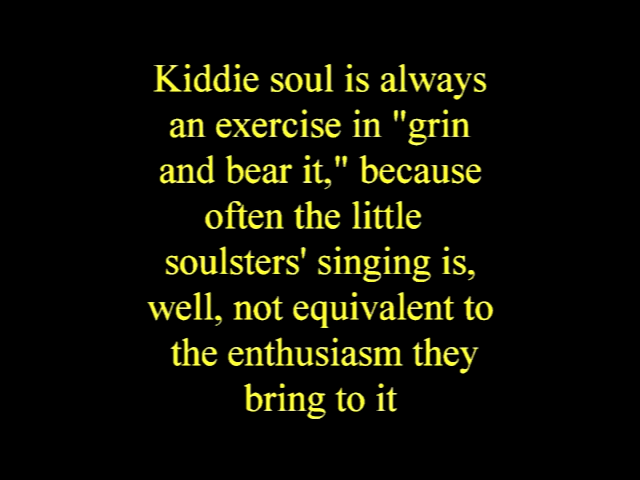 Kiddie soul is always
an exercise in "grin
and bear it," because
often the little
soulsters' singing is,
well, not equivalent to
the enthusiasm they
bring to it